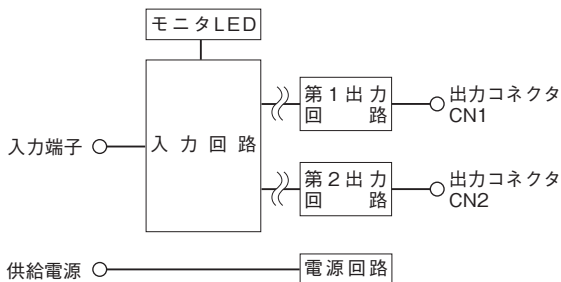 モニタLED
入力端子
入力回路
第1出力
回路
出力コネクタ
CN1
第2出力
回路
出力コネクタ
CN2
供給電源
電源回路